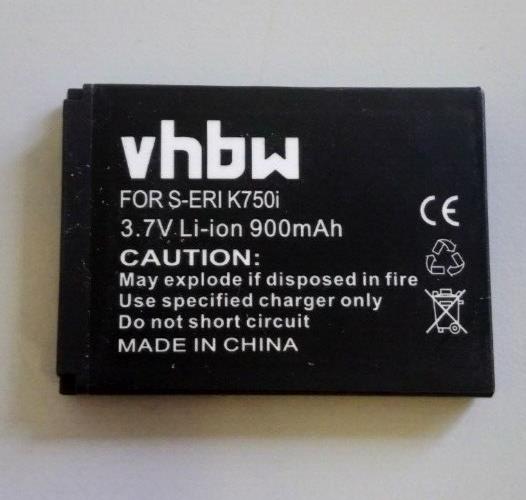 vhbw
FOR S-ERI K750i
3.7V Li-ion 900mAh
CE
CAUTION:
May explode if disposed in fire
Use specified charger only
Do not short circuit
MADE IN CHINA